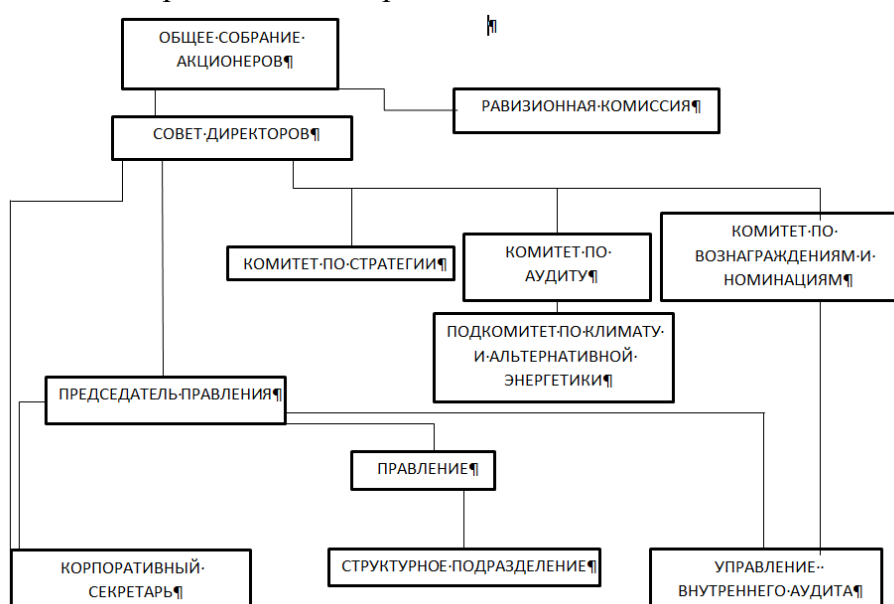 ОБЩЕЕ·СОБРАНИЕ·
АКЦИОНЕРОВ¶
¶
РАВИЗИОННАЯ·КОМИССИЯ¶
СОВЕТ·ДИРЕКТОРОВ¶
КОМИТЕТ·ПО·СТРАТЕГИИ¶
КОМИТЕТ·ПО·
АУДИТУ¶
КОМИТЕТ·ПО·
ВОЗНАГРАЖДЕНИЯМ·И·
НОМИНАЦИЯМ¶
ПОДКОМИТЕТ·ПО·КЛИМАТУ·
И·АЛЬТЕРНАТИВНОЙ·
ЭНЕРГЕТИКИ¶
ПРЕДСЕДАТЕЛЬ·ПРАВЛЕНИЯ¶
ПРАВЛЕНИЕ¶
КОРПОРАТИВНЫЙ·
СЕКРЕТАРЬ¶
СТРУКТУРНОЕ·ПОДРАЗДЕЛЕНИЕ¶
УПРАВЛЕНИЕ··
ВНУТРЕННЕГО·АУДИТА¶